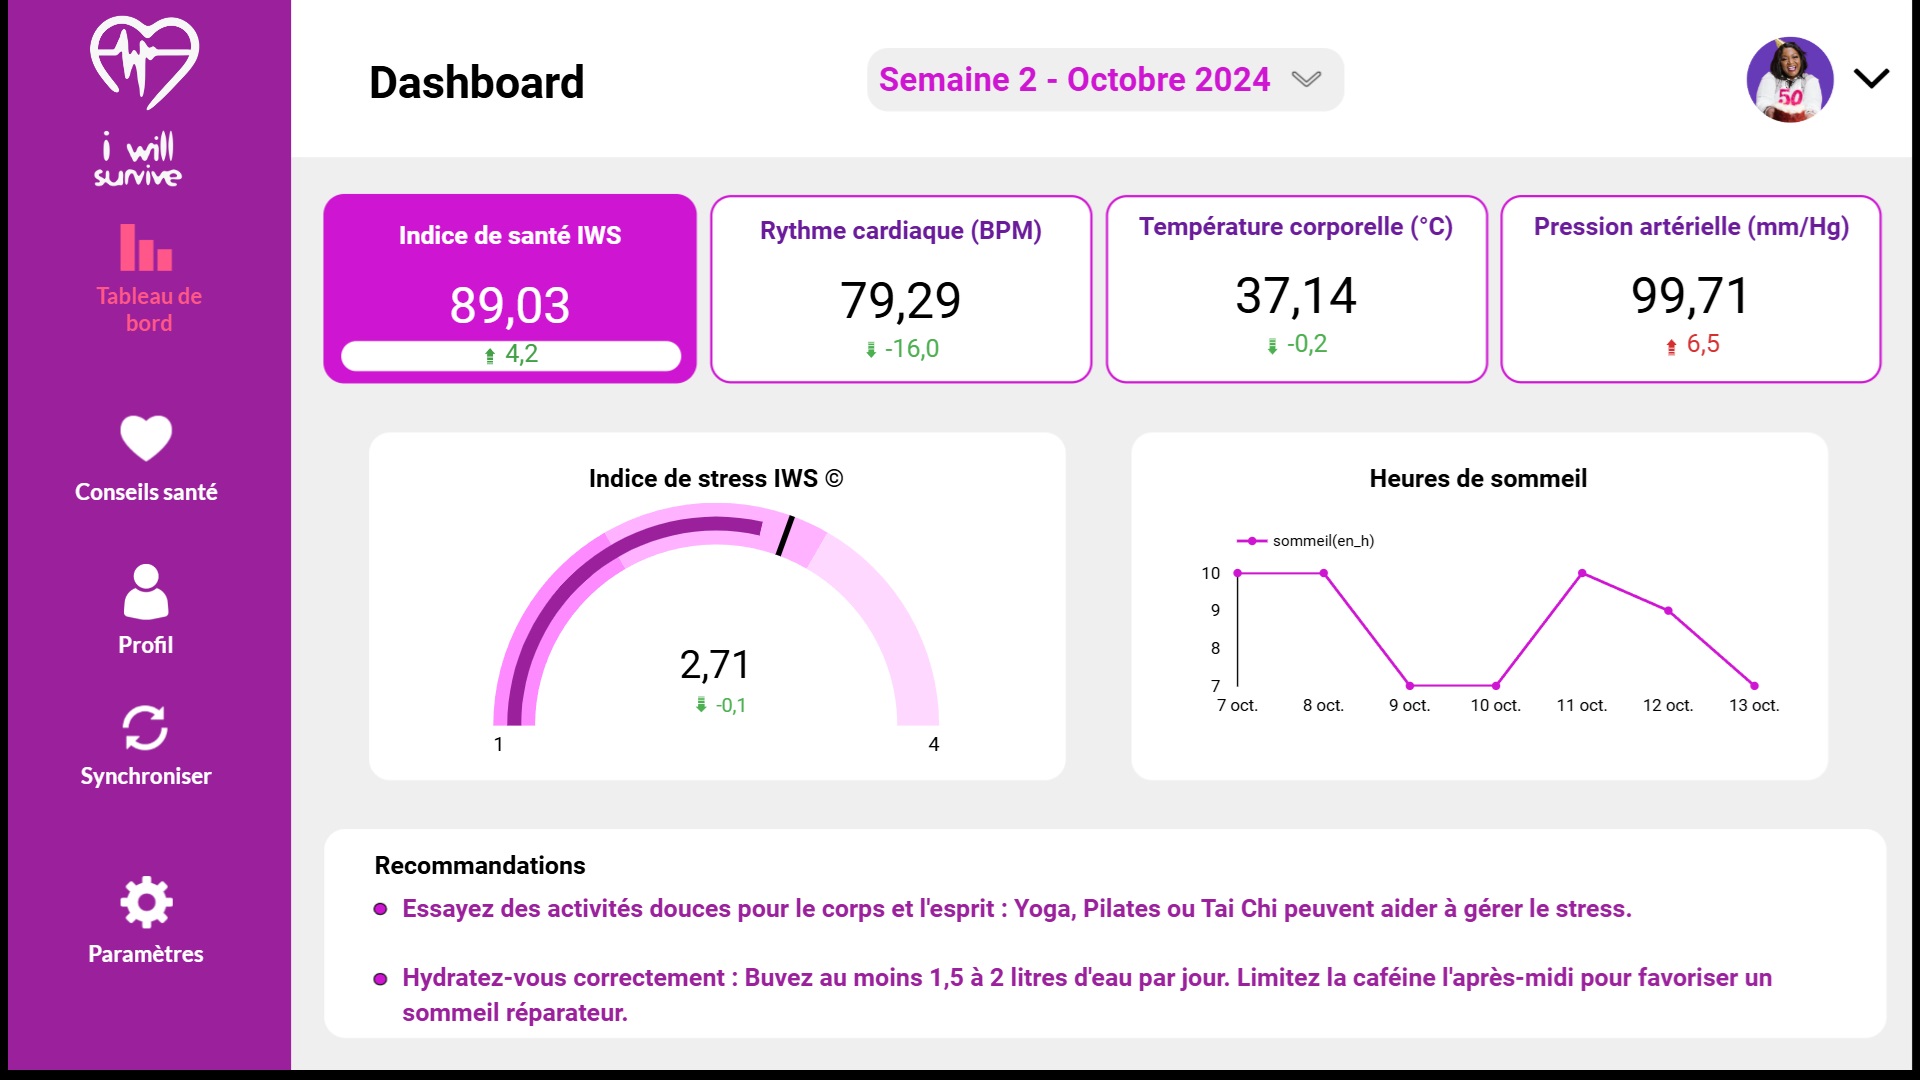 i will
survive
Tableau de
bord
Conseils santé
Profil
Synchroniser
Paramètres
Dashboard
Semaine 2 - Octobre 2024
50
Indice de santé IWS
89,03
4,2
Rythme cardiaque (BPM)
79,29
-16,0
Température corporelle (°C)
37,14
-0,2
Pression artérielle (mm/Hg)
99,71
6,5
Indice de stress IWS ©
2,71
-0,1
1
4
Heures de sommeil
sommeil(en_h)
10
9
8
7
7 oct.
8 oct.
9 oct.
10 oct.
11 oct.
12 oct.
13 oct.
Recommandations
Essayez des activités douces pour le corps et l'esprit : Yoga, Pilates ou Tai Chi peuvent aider à gérer le stress.
Hydratez-vous correctement : Buvez au moins 1,5 à 2 litres d'eau par jour. Limitez la caféine l'après-midi pour favoriser un
sommeil réparateur.